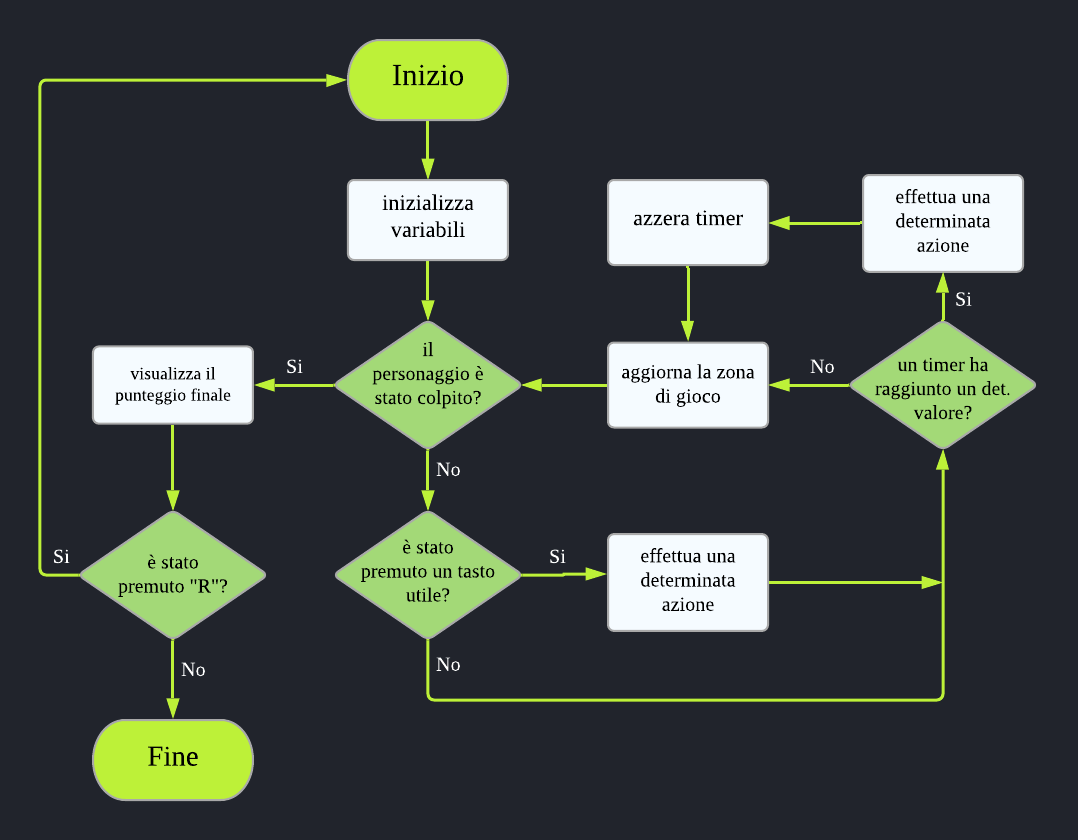 Inizio
inizializza
variabili
azzera timer
effettua una
determinata
azione
Si
il
personaggio è
stato colpito?
Si
visualizza il
punteggio finale
aggiorna la zona
di gioco
No
un timer ha
raggiunto un det.
valore?
No
è stato
premuto "R"?
Si
è stato
premuto un tasto
utile?
Si
effettua una
determinata
azione
No
No
Fine